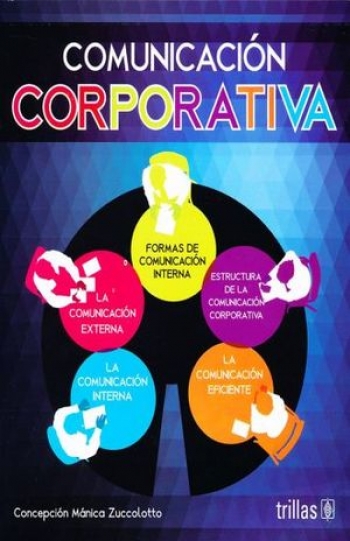 COMUNICACIÓN
CORPORATIVA
FORMAS DE
COMUNICACIÓN
INTERNA
LA
COMUNICACIÓN
EXTERNA
ESTRUCTURA
DE LA
COMUNICACIÓN
CORPORATIVA
LA
COMUNICACIÓN
INTERNA
LA
COMUNICACIÓN
EFICIENTE
Concepción Mánica Zuccolotto
trillas